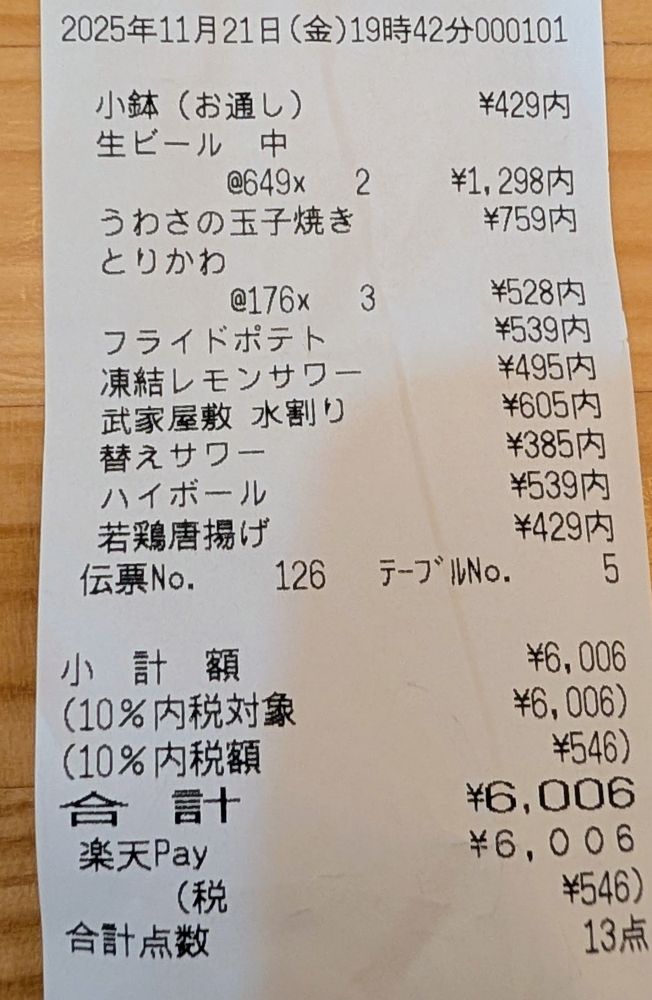 2025年11月21日(金)19時42分000101
小鉢(お通し) ¥429内
生ビール 中
@649× 2 ¥1,298内
うわさの玉子焼き ¥759内
とりかわ
@176× 3 ¥528内
フライドポテト ¥539内
凍結レモンサワー ¥495内
武家屋敷 水割り ¥605内
替えサワー ¥385内
ハイボール ¥539内
若鶏唐揚げ ¥429内
伝票No. 126 テーブルNo. 5
小 計 額 ¥6,006
(10%内税対象 ¥6,006)
(10%内税額 ¥546)
合 計 ¥6,006
楽天Pay ¥6,006
(税 ¥546)
合計点数 13点